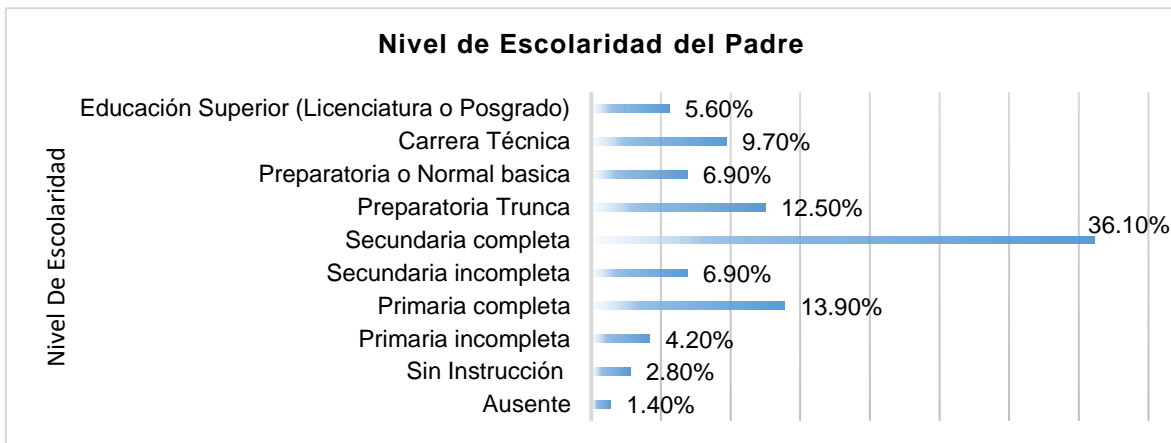 Nivel de Escolaridad del Padre
Nivel De Escolaridad
Educación Superior (Licenciatura o Posgrado) 5.60%
Carrera Técnica 9.70%
Preparatoria o Normal basica 6.90%
Preparatoria Trunca 12.50%
Secundaria completa 36.10%
Secundaria incompleta 6.90%
Primaria completa 13.90%
Primaria incompleta 4.20%
Sin Instrucción 2.80%
Ausente 1.40%